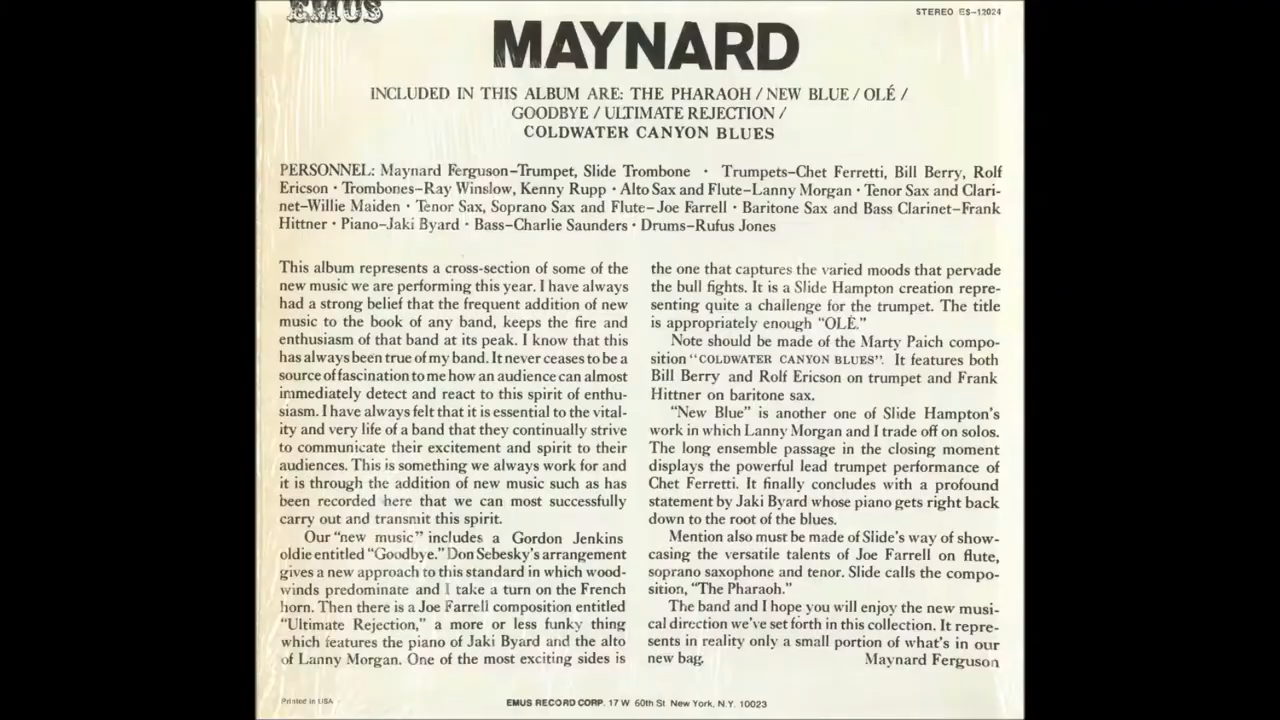 EMUS
STEREO ES-12024
MAYNARD
INCLUDED IN THIS ALBUM ARE: THE PHARAOH / NEW BLUE / OLÉ /
GOODBYE / ULTIMATE REJECTION /
COLDWATER CANYON BLUES
PERSONNEL: Maynard Ferguson–Trumpet, Slide Trombone • Trumpets–Chet Ferretti, Bill Berry, Rolf
Ericson • Trombones–Ray Winslow, Kenny Rupp • Alto Sax and Flute–Lanny Morgan • Tenor Sax and Clari-
net–Willie Maiden • Tenor Sax, Soprano Sax and Flute–Joe Farrell • Baritone Sax and Bass Clarinet–Frank
Hittner • Piano–Jaki Byard • Bass–Charlie Saunders • Drums–Rufus Jones
This album represents a cross-section of some of the
new music we are performing this year. I have always
had a strong belief that the frequent addition of new
music to the book of any band, keeps the fire and
enthusiasm of that band at its peak. I know that this
has always been true of my band. It never ceases to be a
source of fascination to me how an audience can almost
immediately detect and react to this spirit of enthu-
siasm. I have always felt that it is essential to the vital-
ity and very life of a band that they continually strive
to communicate their excitement and spirit to their
audiences. This is something we always work for and
it is through the addition of new music such as has
been recorded here that we can most successfully
carry out and transmit this spirit.
Our “new music” includes a Gordon Jenkins
oldie entitled “Goodbye.” Don Sebesky's arrangement
gives a new approach to this standard in which wood-
winds predominate and I take a turn on the French
horn. Then there is a Joe Farrell composition entitled
“Ultimate Rejection,” a more or less funky thing
which features the piano of Jaki Byard and the alto
of Lanny Morgan. One of the most exciting sides is
the one that captures the varied moods that pervade
the bull fights. It is a Slide Hampton creation repre-
senting quite a challenge for the trumpet. The title
is appropriately enough “OLÉ.”
Note should be made of the Marty Paich compo-
sition “COLDWATER CANYON BLUES”. It features both
Bill Berry and Rolf Ericson on trumpet and Frank
Hittner on baritone sax.
“New Blue” is another one of Slide Hampton's
work in which Lanny Morgan and I trade off on solos.
The long ensemble passage in the closing moment
displays the powerful lead trumpet performance of
Chet Ferretti. It finally concludes with a profound
statement by Jaki Byard whose piano gets right back
down to the root of the blues.
Mention also must be made of Slide's way of show-
casing the versatile talents of Joe Farrell on flute,
soprano saxophone and tenor. Slide calls the compo-
sition, “The Pharaoh.”
The band and I hope you will enjoy the new musi-
cal direction we've set forth in this collection. It repre-
sents in reality only a small portion of what's in our
new bag. Maynard Ferguson
Printed in USA
EMUS RECORD CORP. 17 W. 60th St. New York, N.Y. 10023